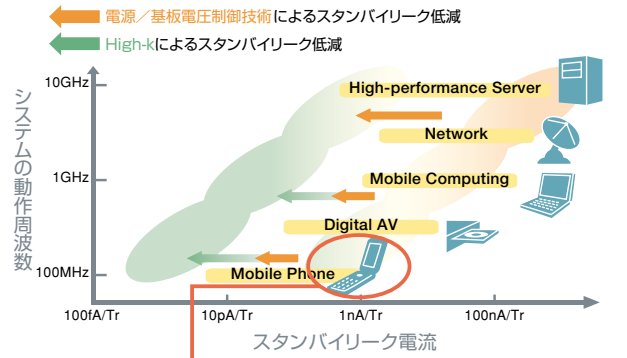 電源／基板電圧制御技術によるスタンバイリーク低減
High-kによるスタンバイリーク低減
システムの動作周波数
10GHz
1GHz
100MHz
High-performance Server
Network
Mobile Computing
Digital AV
Mobile Phone
100fA/Tr
10pA/Tr
1nA/Tr
100nA/Tr
スタンバイリーク電流